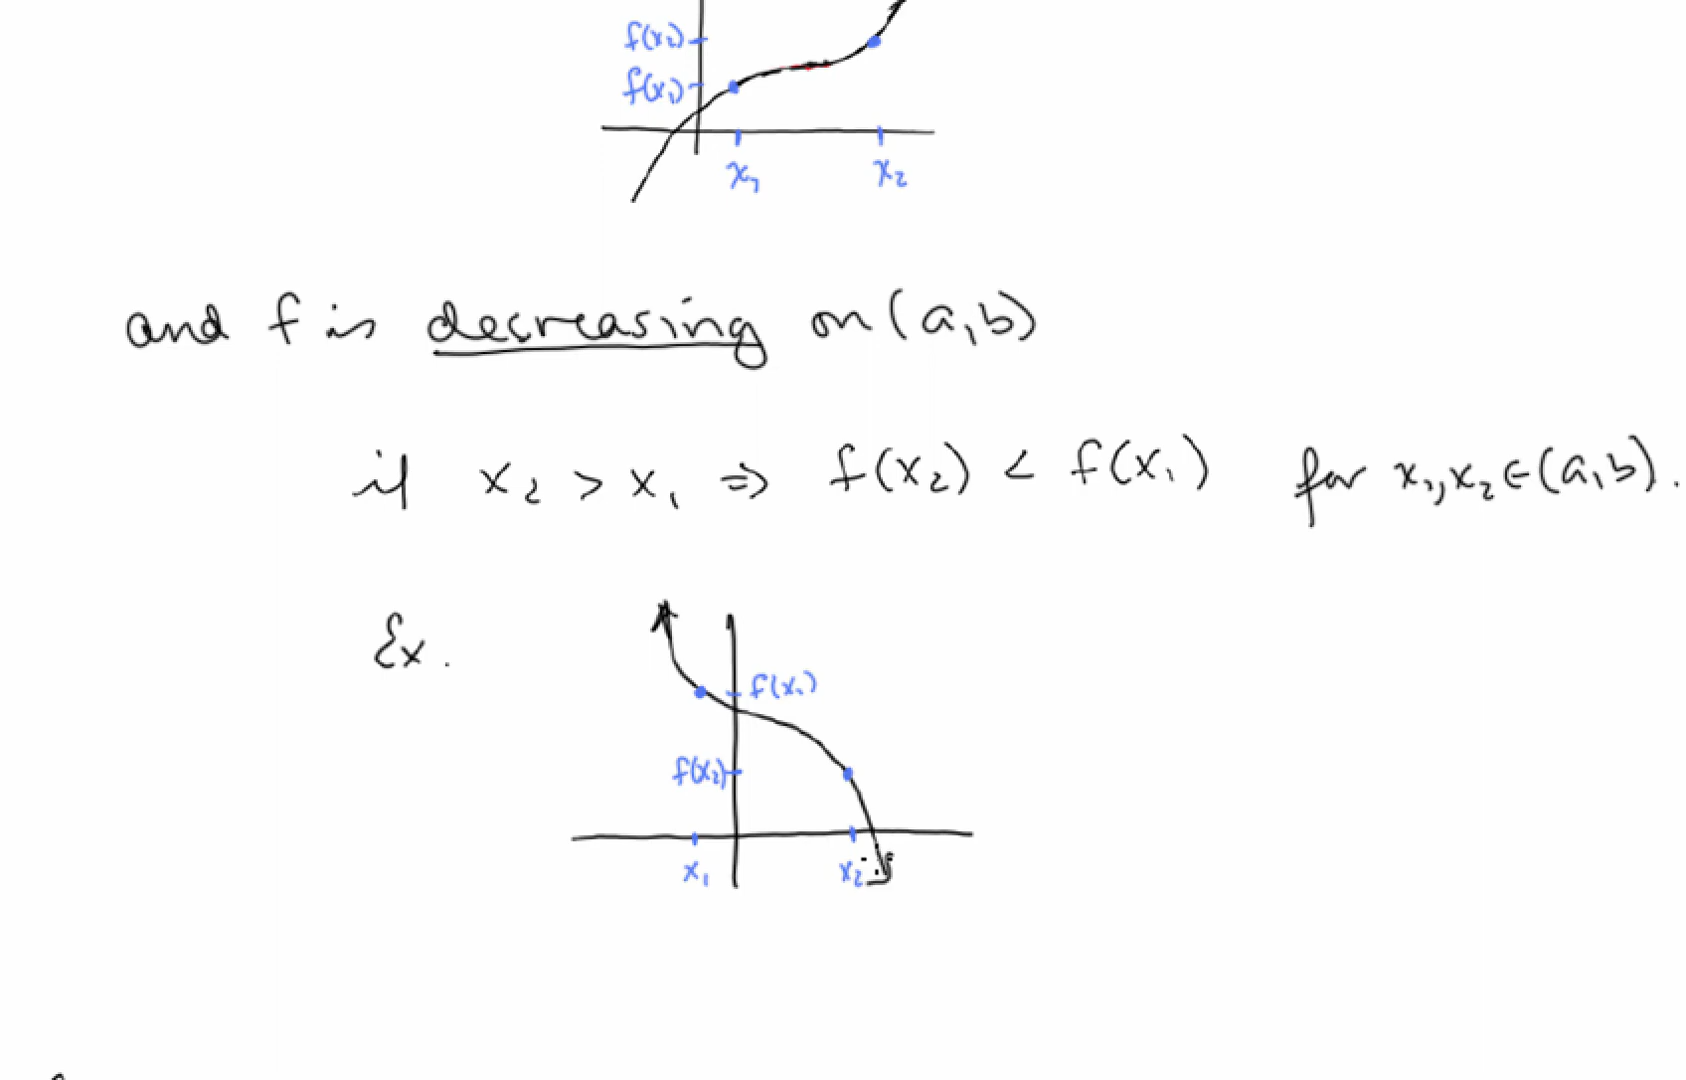 f(x₂)
f(x₁)
x₁ x₂
and f is decreasing on (a,b)
if x₂ > x₁ ⇒ f(x₂) < f(x₁) for x₁,x₂ ∈ (a,b).
Ex.
f(x₁)
f(x₂)
x₁ x₂